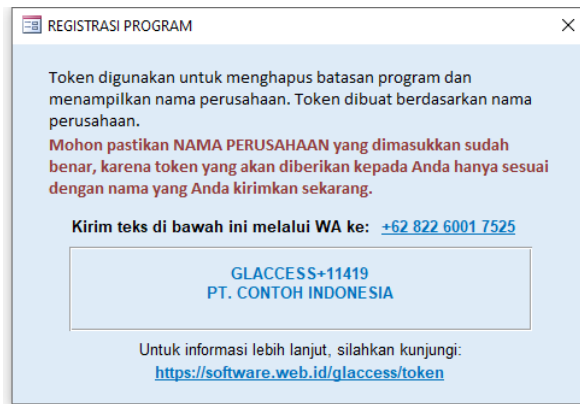 REGISTRASI PROGRAM
Token digunakan untuk menghapus batasan program dan
menampilkan nama perusahaan. Token dibuat berdasarkan nama
perusahaan.
Mohon pastikan NAMA PERUSAHAAN yang dimasukkan sudah
benar, karena token yang akan diberikan kepada Anda hanya sesuai
dengan nama yang Anda kirimkan sekarang.
Kirim teks di bawah ini melalui WA ke: +62 822 6001 7525
GLACCESS+11419
PT. CONTOH INDONESIA
Untuk informasi lebih lanjut, silahkan kunjungi:
https://software.web.id/glaccess/token